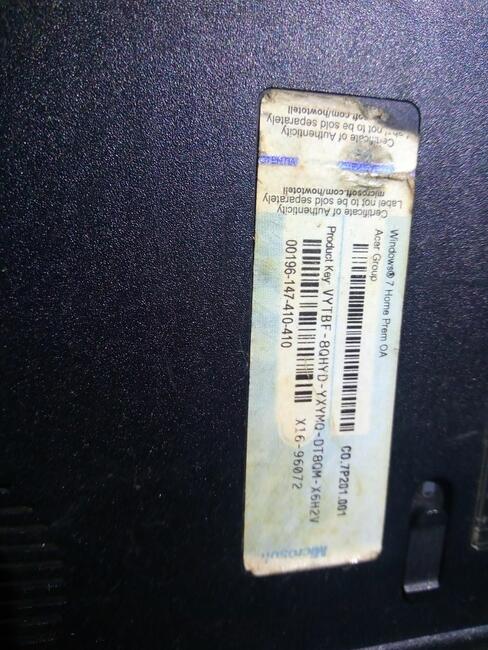 Label not to be sold separately
Certificate of Authenticity
Certificate of Authenticity
Label not to be sold separately
microsoft.com/howtotell
Windows® 7 Home Prem OA
Acer Group
CO.7P201.001
Product Key: VYTBF-8QHYD-YXYMQ-DT8QM-X6H2V
00196-147-410-410
X16-96072
Microsoft